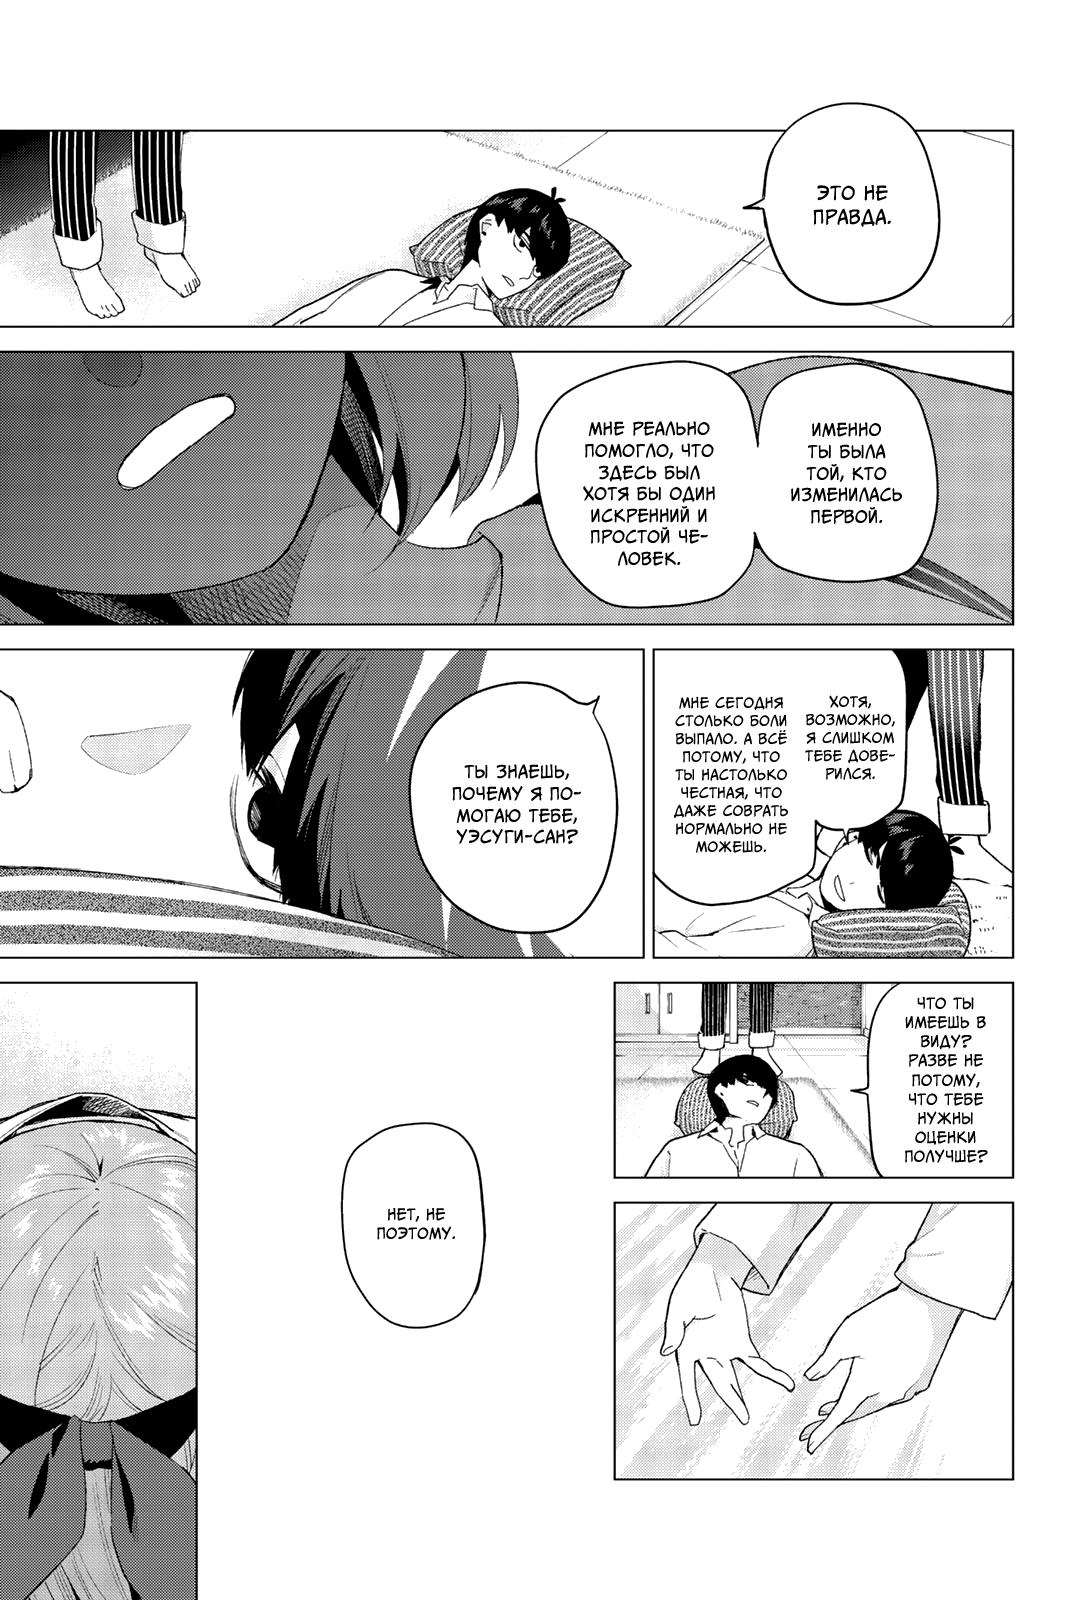 ЭТО НЕ
ПРАВДА.
ИМЕННО
ТЫ БЫЛА
ТОЙ, КТО
ИЗМЕНИЛАСЬ
ПЕРВОЙ.
МНЕ РЕАЛЬНО
ПОМОГЛО, ЧТО
ЗДЕСЬ БЫЛ
ХОТЯ БЫ ОДИН
ИСКРЕННИЙ И
ПРОСТОЙ ЧЕ-
ЛОВЕК.
ХОТЯ,
ВОЗМОЖНО,
Я СЛИШКОМ
ТЕБЕ ДОВЕ-
РИЛСЯ.
МНЕ СЕГОДНЯ
СТОЛЬКО БОЛИ
ВЫПАЛО. А ВСЁ
ПОТОМУ, ЧТО
ТЫ НАСТОЛЬКО
ЧЕСТНАЯ, ЧТО
ДАЖЕ СОВРАТЬ
НОРМАЛЬНО НЕ
МОЖЕШЬ.
ТЫ ЗНАЕШЬ,
ПОЧЕМУ Я ПО-
МОГАЮ ТЕБЕ,
УЭСУГИ-САН?
ЧТО ТЫ
ИМЕЕШЬ В
ВИДУ?
РАЗВЕ НЕ
ПОТОМУ,
ЧТО ТЕБЕ
НУЖНЫ
ОЦЕНКИ
ПОЛУЧШЕ?
НЕТ, НЕ
ПОЭТОМУ.